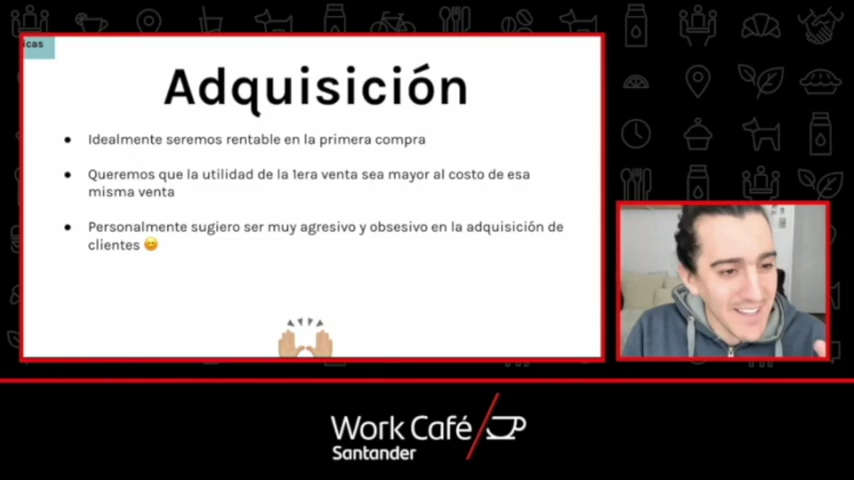 icas
Adquisición
● Idealmente seremos rentable en la primera compra
● Queremos que la utilidad de la 1era venta sea mayor al costo de esa
misma venta
● Personalmente sugiero ser muy agresivo y obsesivo en la adquisición de
clientes 😊
Work Café
Santander